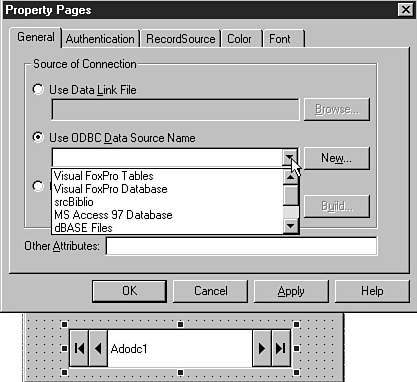 Property Pages
General
Authentication
RecordSource
Color
Font
Source of Connection
Use Data Link File
Browse...
Use ODBC Data Source Name
New...
Visual FoxPro Tables
Visual FoxPro Database
srcBiblio
MS Access 97 Database
dBASE Files
Build...
Other Attributes:
OK
Cancel
Apply
Help
Adodc1